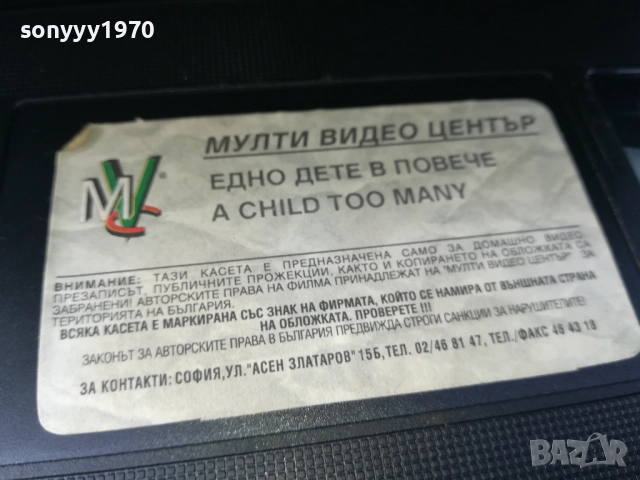 sonyyy1970
МУЛТИ ВИДЕО ЦЕНТЪР
MVC®
ЕДНО ДЕТЕ В ПОВЕЧЕ
A CHILD TOO MANY
ВНИМАНИЕ: ТАЗИ КАСЕТА Е ПРЕДНАЗНАЧЕНА САМО ЗА ДОМАШНО ВИДЕО.
ПРЕЗАПИСЪТ, ПУБЛИЧНИТЕ ПРОЖЕКЦИИ, КАКТО И КОПИРАНЕТО НА ОБЛОЖКАТА СА
ЗАБРАНЕНИ! АВТОРСКИТЕ ПРАВА НА ФИЛМА ПРИНАДЛЕЖАТ НА "МУЛТИ ВИДЕО ЦЕНТЪР" ЗА
ТЕРИТОРИЯТА НА БЪЛГАРИЯ.
ВСЯКА КАСЕТА Е МАРКИРАНА СЪС ЗНАК НА ФИРМАТА, КОЙТО СЕ НАМИРА ОТ ВЪНШНАТА СТРАНА
НА ОБЛОЖКАТА. ПРОВЕРЕТЕ !!!
ЗАКОНЪТ ЗА АВТОРСКИТЕ ПРАВА В БЪЛГАРИЯ ПРЕДВИЖДА СТРОГИ САНКЦИИ ЗА НАРУШИТЕЛИТЕ!
ЗА КОНТАКТИ: СОФИЯ, УЛ."АСЕН ЗЛАТАРОВ" 15Б, ТЕЛ. 02/46 81 47, ТЕЛ./ФАКС 46 43 18
BAZAR